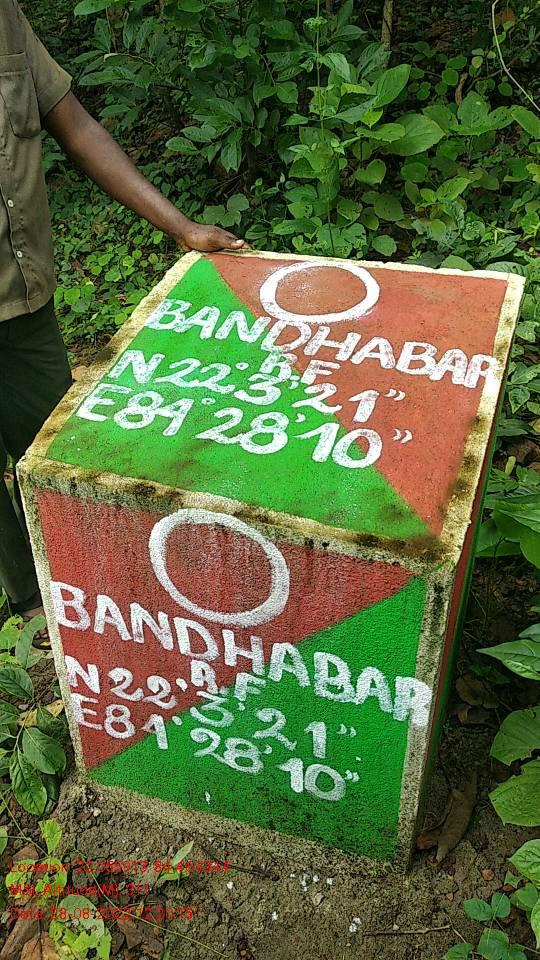 BANDHABAR
R.F
N 22° 3' 21"
E 84° 28' 10"
BANDHABAR
R.F
N 22° 3' 21"
E 84° 28' 10"